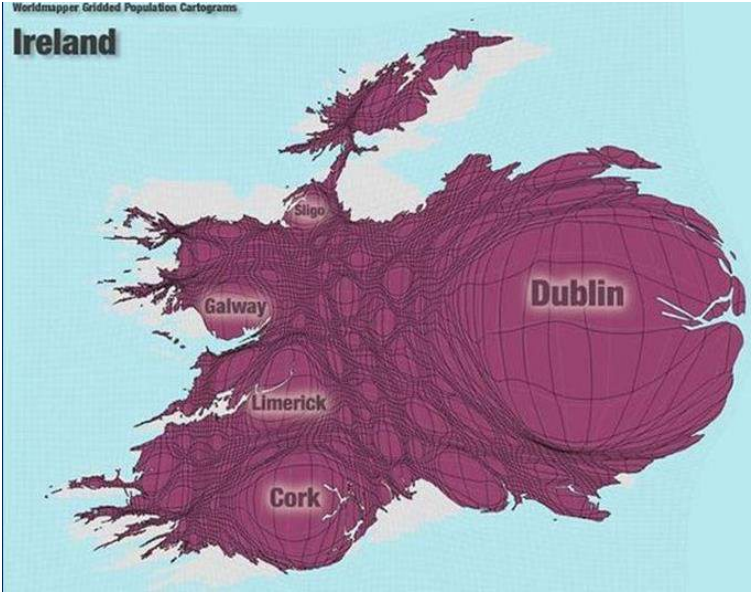 Worldmapper Gridded Population Cartograms
Ireland
Sligo
Dublin
Galway
Limerick
Cork